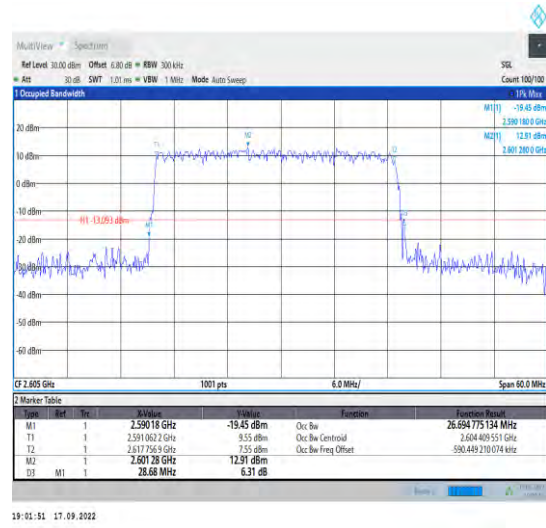 MultiView Spectrum
Ref Level 30.00 dBm Offset 6.80 dB RBW 300 kHz SGL
Att 30 dB SWT 1.01 ms VBW 1 MHz Mode Auto Sweep Count 100/100
1 Occupied Bandwidth 1Pk Max
M1[1] -19.45 dBm
2.590 180 0 GHz
M2[1] 12.91 dBm
2.601 280 0 GHz
20 dBm
M2
T1 T2
10 dBm
0 dBm
-10 dBm
H1 -13.093 dBm
M1
-20 dBm
-30 dBm
-40 dBm
-50 dBm
-60 dBm
CF 2.605 GHz 1001 pts 6.0 MHz/ Span 60.0 MHz
2 Marker Table
Type Ref Trc X-Value Y-Value Function Function Result
M1 1 2.59018 GHz -19.45 dBm Occ Bw 26.694 775 134 MHz
T1 1 2.591 062 2 GHz 9.55 dBm Occ Bw Centroid 2.604 409 551 GHz
T2 1 2.617 756 9 GHz 7.55 dBm Occ Bw Freq Offset -590.449 210 074 kHz
M2 1 2.601 28 GHz 12.91 dBm
D3 M1 1 28.68 MHz 6.31 dB
19:01:51 17.09.2022